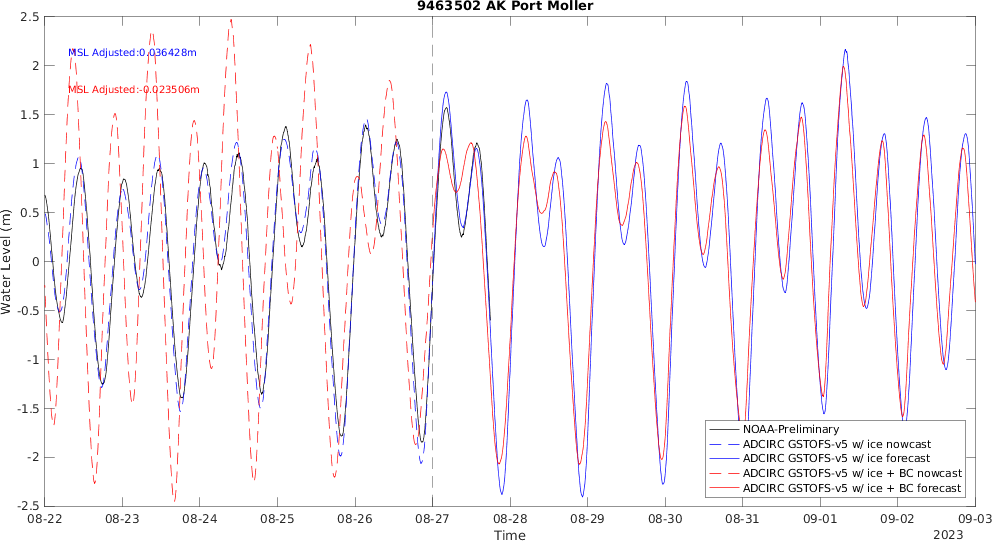 9463502 AK Port Moller
MSL Adjusted:0.036428m
MSL Adjusted:-0.023506m
Water Level (m)
2.5
2
1.5
1
0.5
0
-0.5
-1
-1.5
-2
-2.5
NOAA-Preliminary
ADCIRC GSTOFS-v5 w/ ice nowcast
ADCIRC GSTOFS-v5 w/ ice forecast
ADCIRC GSTOFS-v5 w/ ice + BC nowcast
ADCIRC GSTOFS-v5 w/ ice + BC forecast
08-22 08-23 08-24 08-25 08-26 08-27 08-28 08-29 08-30 08-31 09-01 09-02 09-03
Time
2023